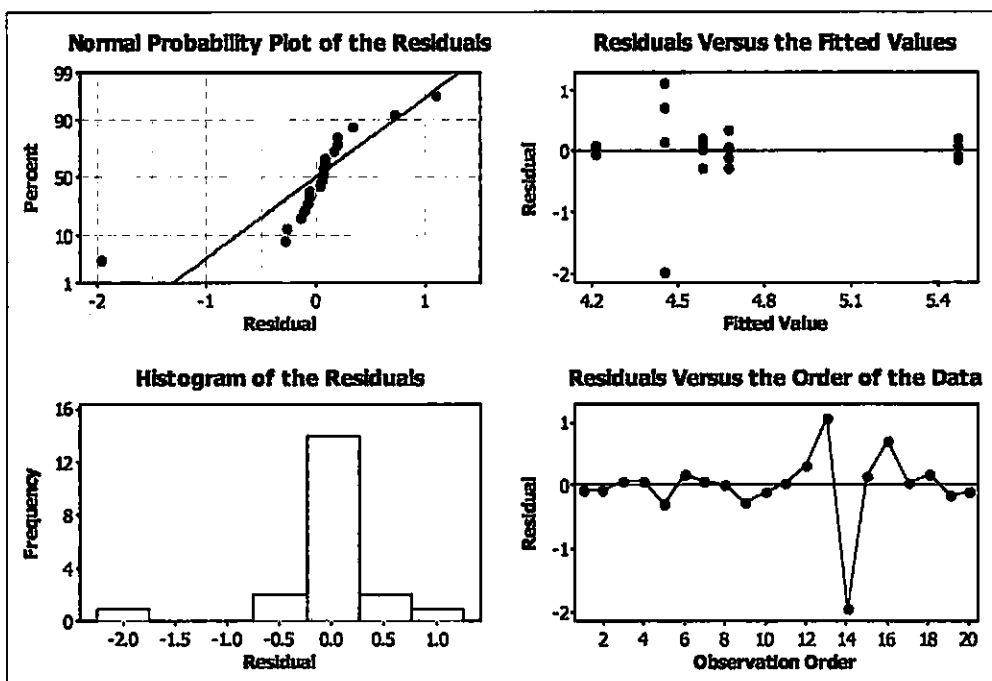 Normal Probability Plot of the Residuals
99
90
50
10
1
Percent
-2 -1 0 1
Residual
Residuals Versus the Fitted Values
1
0
-1
-2
Residual
4.2 4.5 4.8 5.1 5.4
Fitted Value
Histogram of the Residuals
16
12
8
4
0
Frequency
-2.0 -1.5 -1.0 -0.5 0.0 0.5 1.0
Residual
Residuals Versus the Order of the Data
1
0
-1
-2
Residual
2 4 6 8 10 12 14 16 18 20
Observation Order